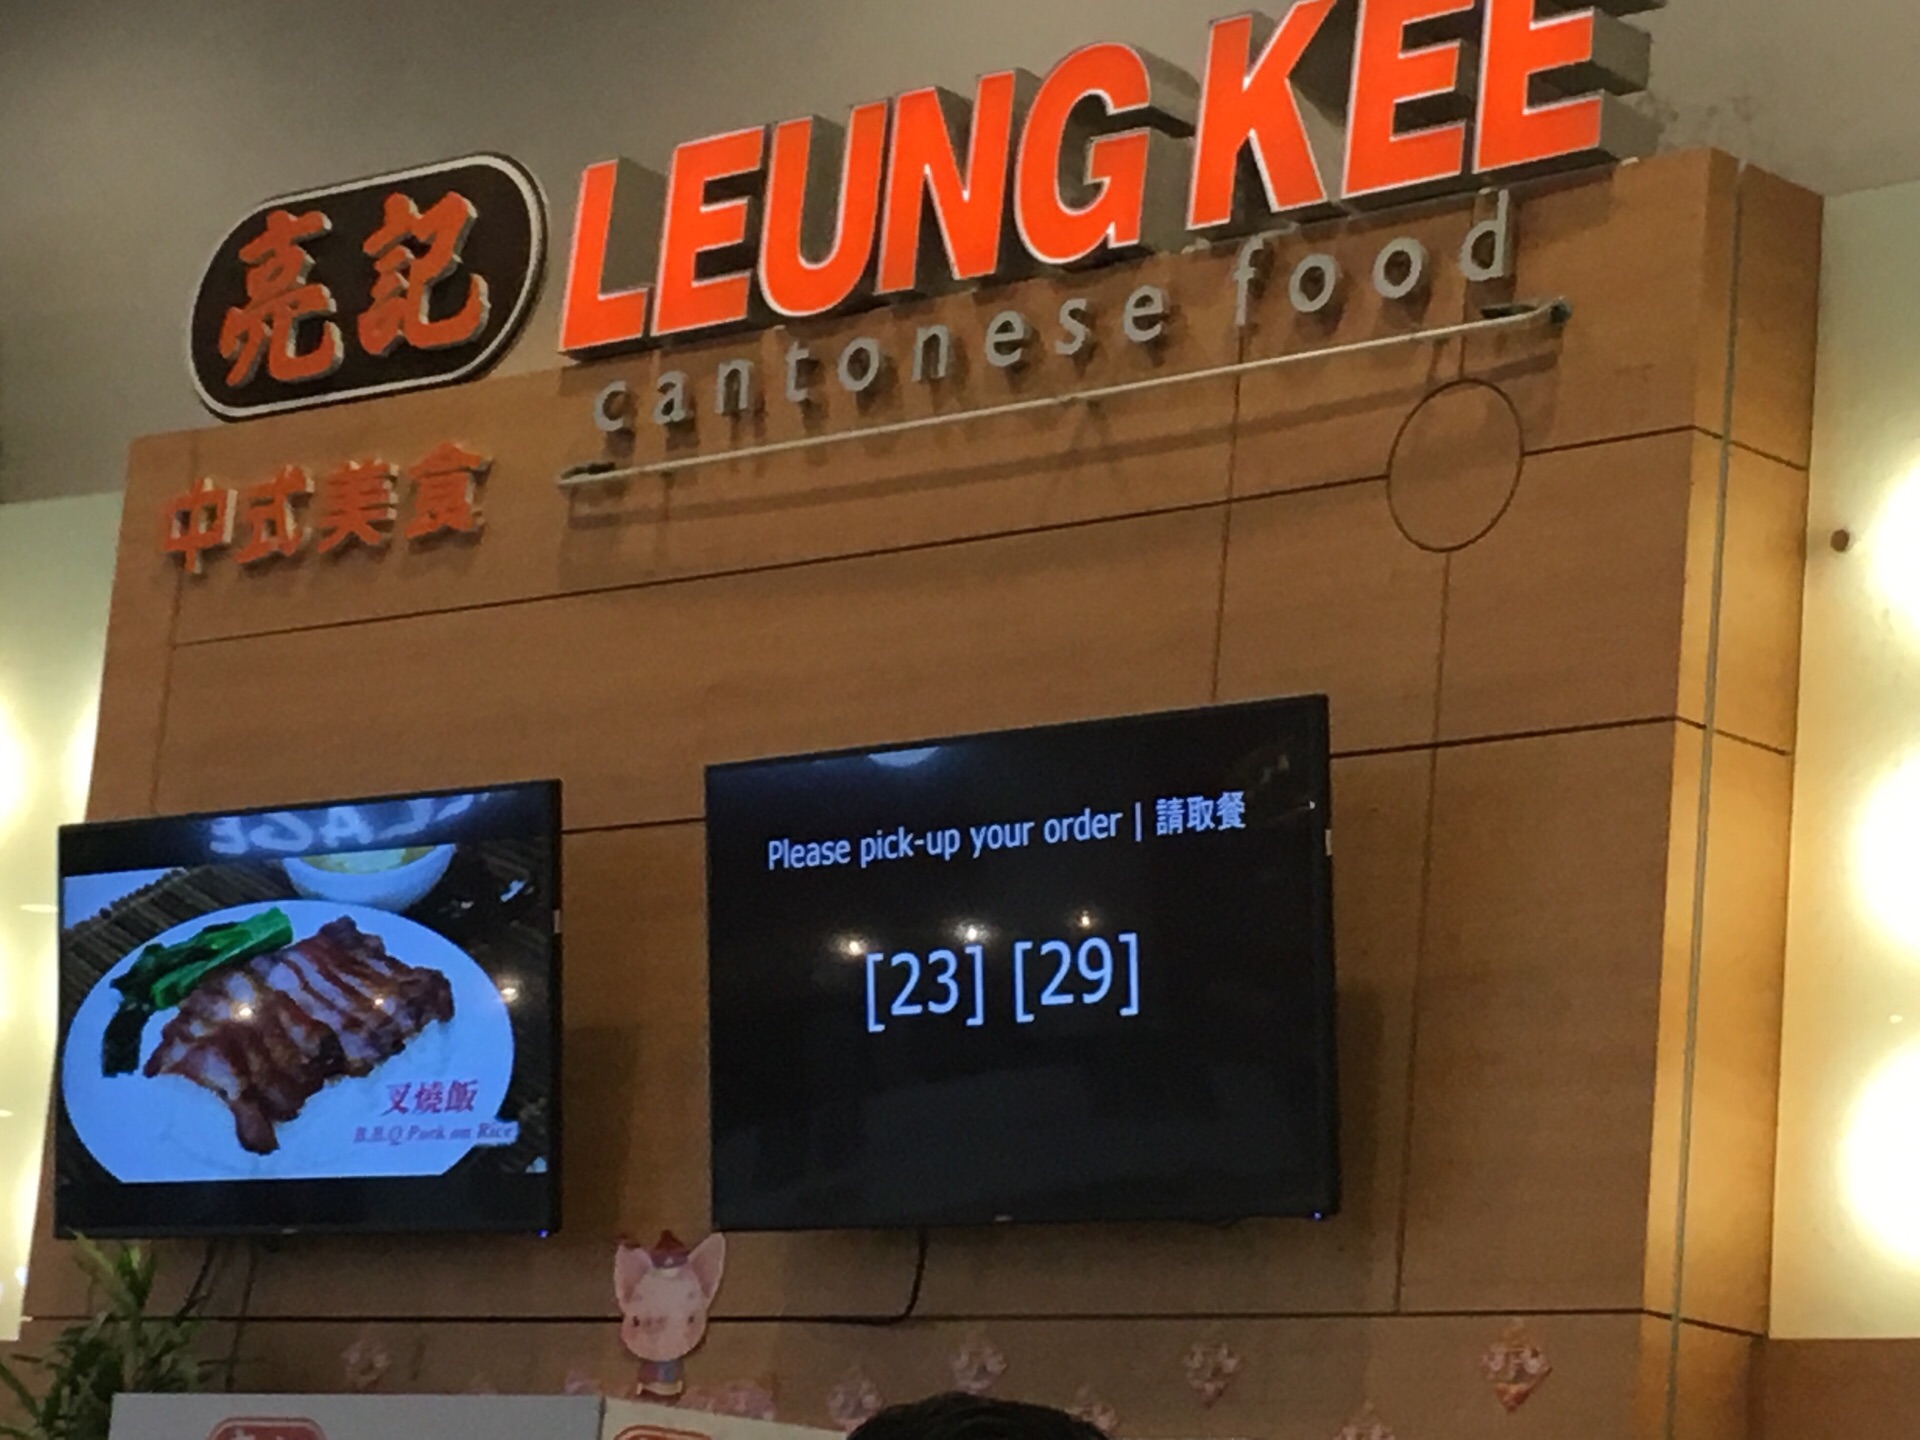 亮記 LEUNG KEE
cantonese food
中式美食
Please pick-up your order | 請取餐
[23] [29]
叉燒飯
B.B.Q Pork on Rice